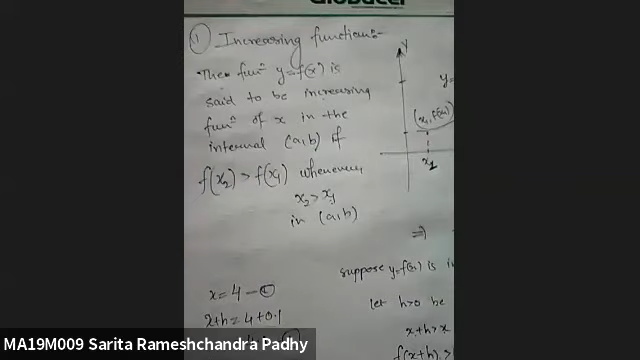 ① Increasing function:-
The funⁿ y=f(x) is
said to be increasing
funⁿ of x in the
interval (a,b) if
f(x₂) > f(x₁) whenever
x₂ > x₁
in (a,b)
y
y=
(x₁, f(x₁)
x₁
⇒
suppose y=f(x) is in
let h>0 be
x+h>x
f(x+h) >
x=4 —①
x+h = 4+0.1
MA19M009 Sarita Rameshchandra Padhy